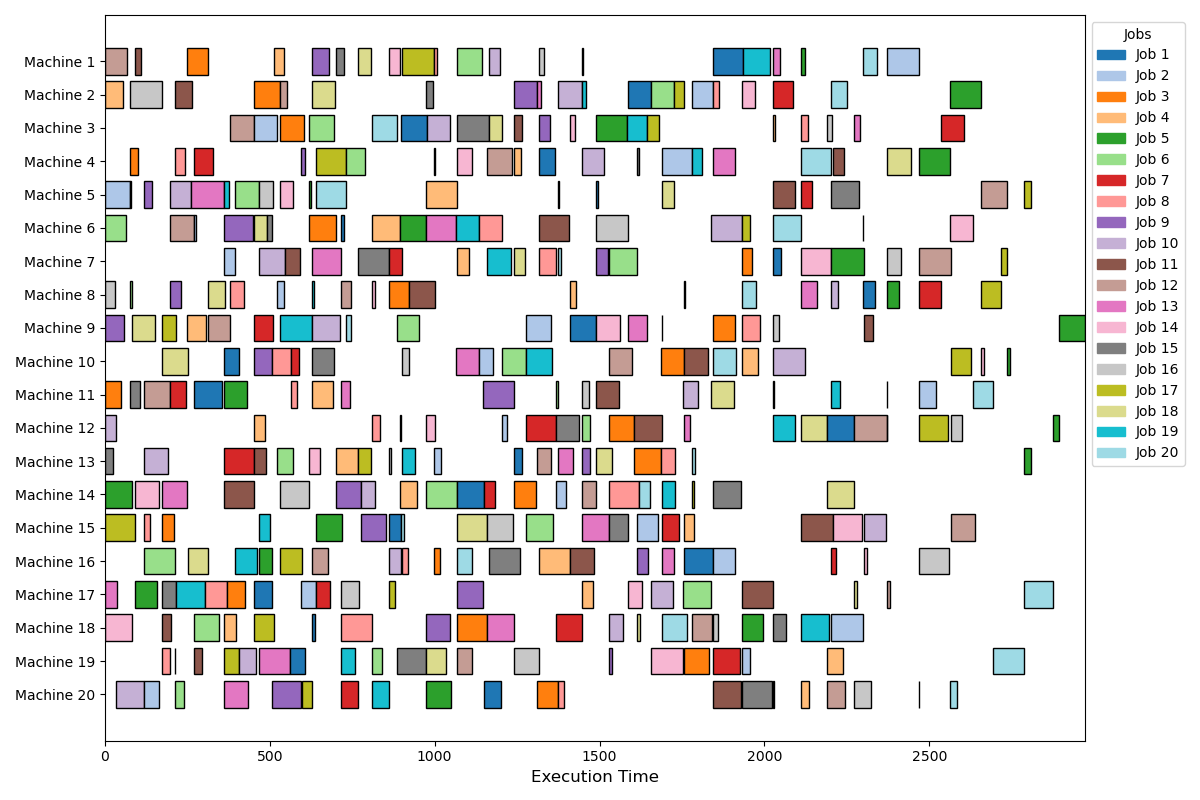 Machine 1
Machine 2
Machine 3
Machine 4
Machine 5
Machine 6
Machine 7
Machine 8
Machine 9
Machine 10
Machine 11
Machine 12
Machine 13
Machine 14
Machine 15
Machine 16
Machine 17
Machine 18
Machine 19
Machine 20
0 500 1000 1500 2000 2500
Execution Time
Jobs
Job 1
Job 2
Job 3
Job 4
Job 5
Job 6
Job 7
Job 8
Job 9
Job 10
Job 11
Job 12
Job 13
Job 14
Job 15
Job 16
Job 17
Job 18
Job 19
Job 20